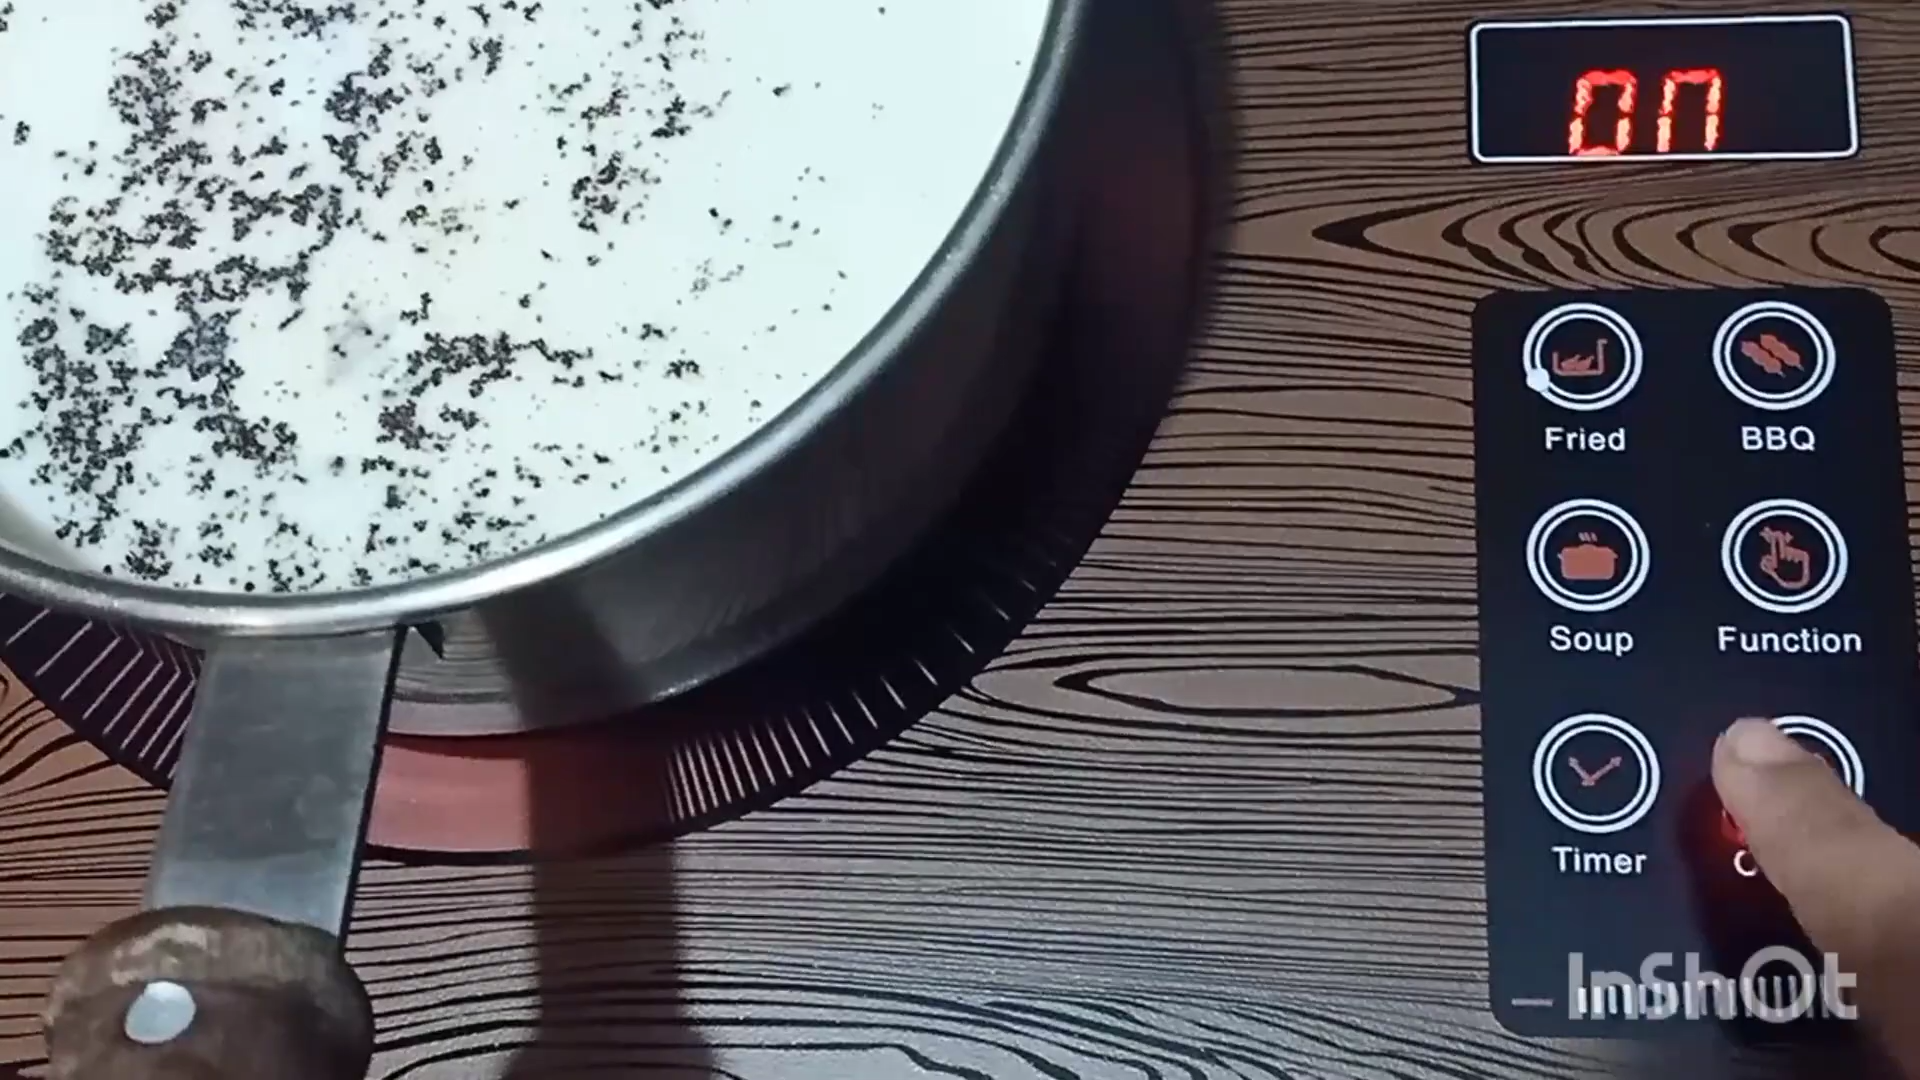 on
Fried BBQ
Soup Function
Timer
InShOt